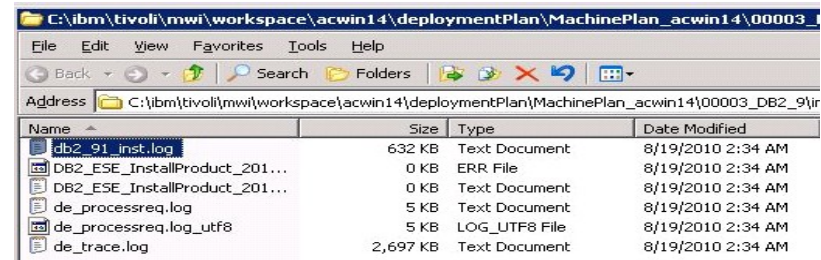 C:\ibm\tivoli\mwi\workspace\acwin14\deploymentPlan\MachinePlan_acwin14\00003_
File Edit View Favorites Tools Help
Back Search Folders
Address C:\ibm\tivoli\mwi\workspace\acwin14\deploymentPlan\MachinePlan_acwin14\00003_DB2_9\in
Name Size Type Date Modified
db2_91_inst.log 632 KB Text Document 8/19/2010 2:34 AM
DB2_ESE_InstallProduct_201... 0 KB ERR File 8/19/2010 2:34 AM
DB2_ESE_InstallProduct_201... 0 KB Text Document 8/19/2010 2:34 AM
de_processreq.log 5 KB Text Document 8/19/2010 2:34 AM
de_processreq.log_utf8 5 KB LOG_UTF8 File 8/19/2010 2:34 AM
de_trace.log 2,697 KB Text Document 8/19/2010 2:34 AM